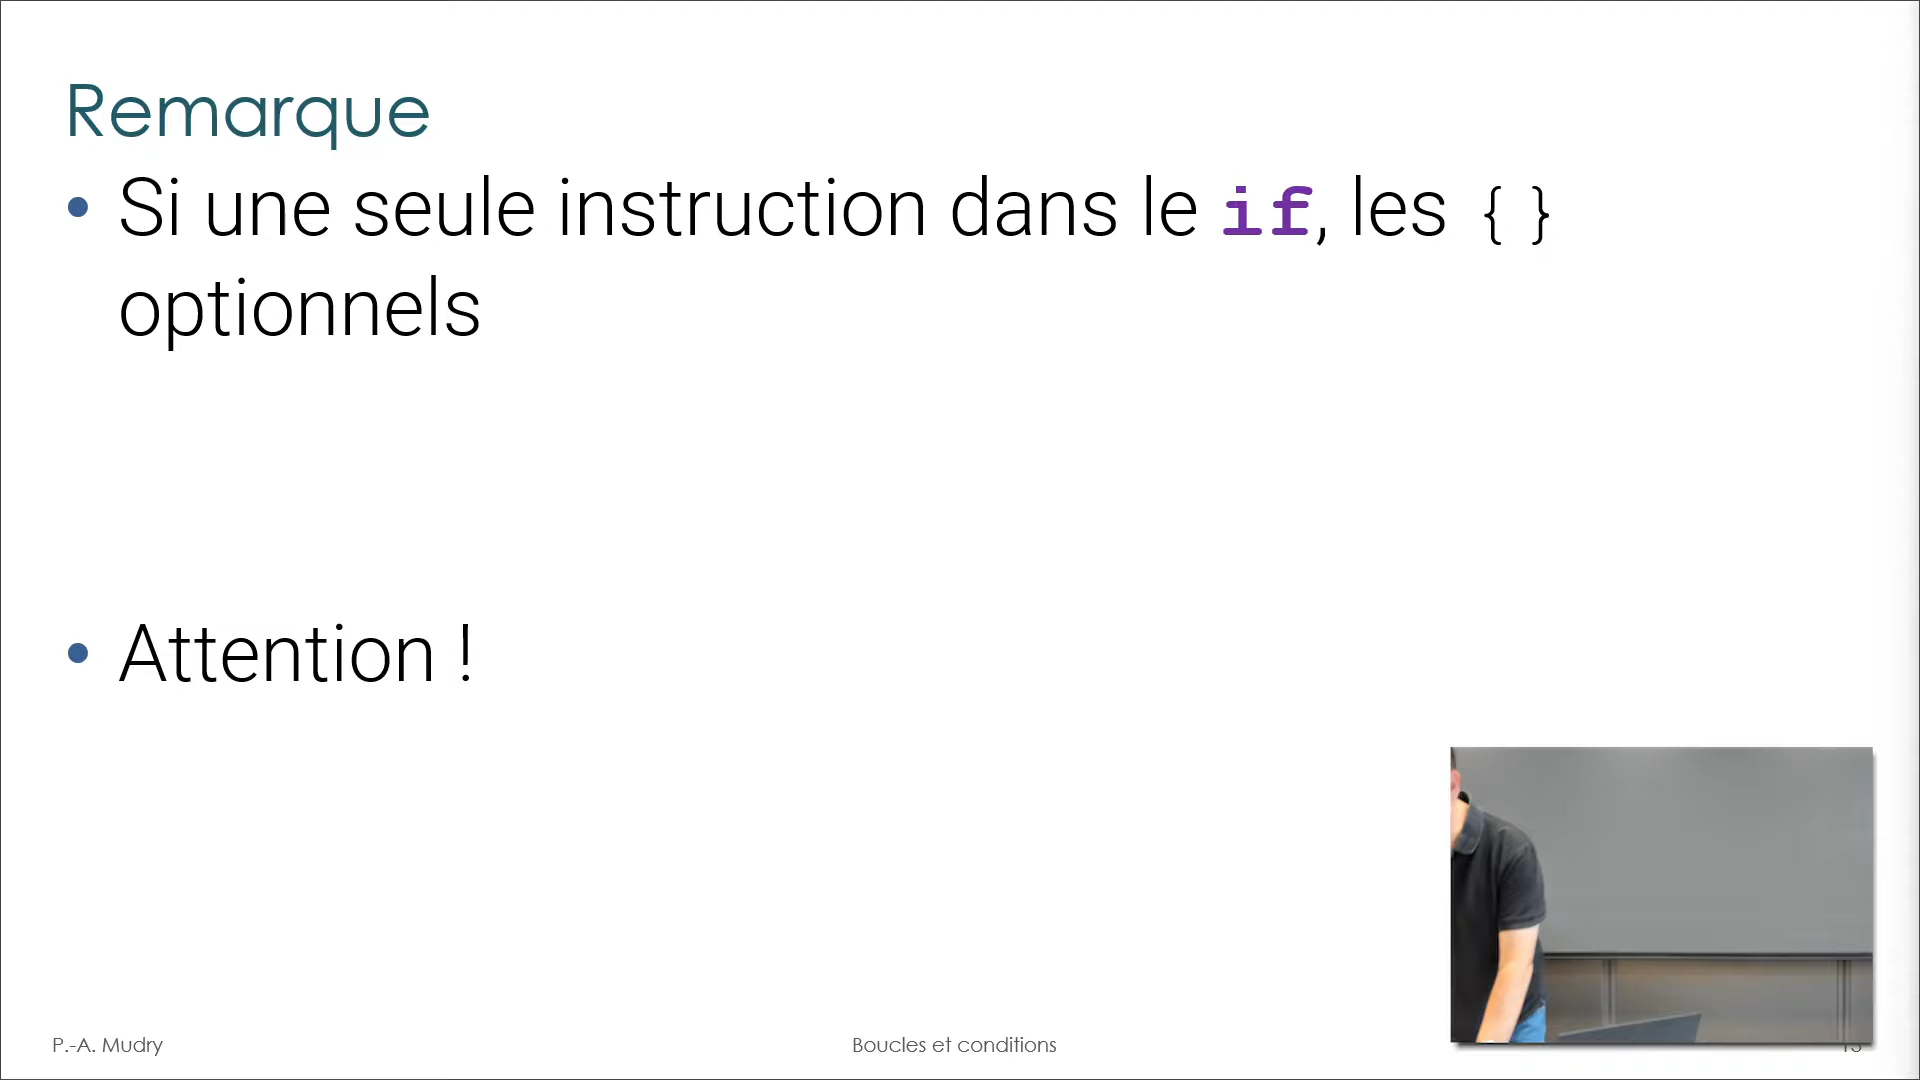 Remarque
• Si une seule instruction dans le if, les { }
optionnels
• Attention !
P.-A. Mudry
Boucles et conditions